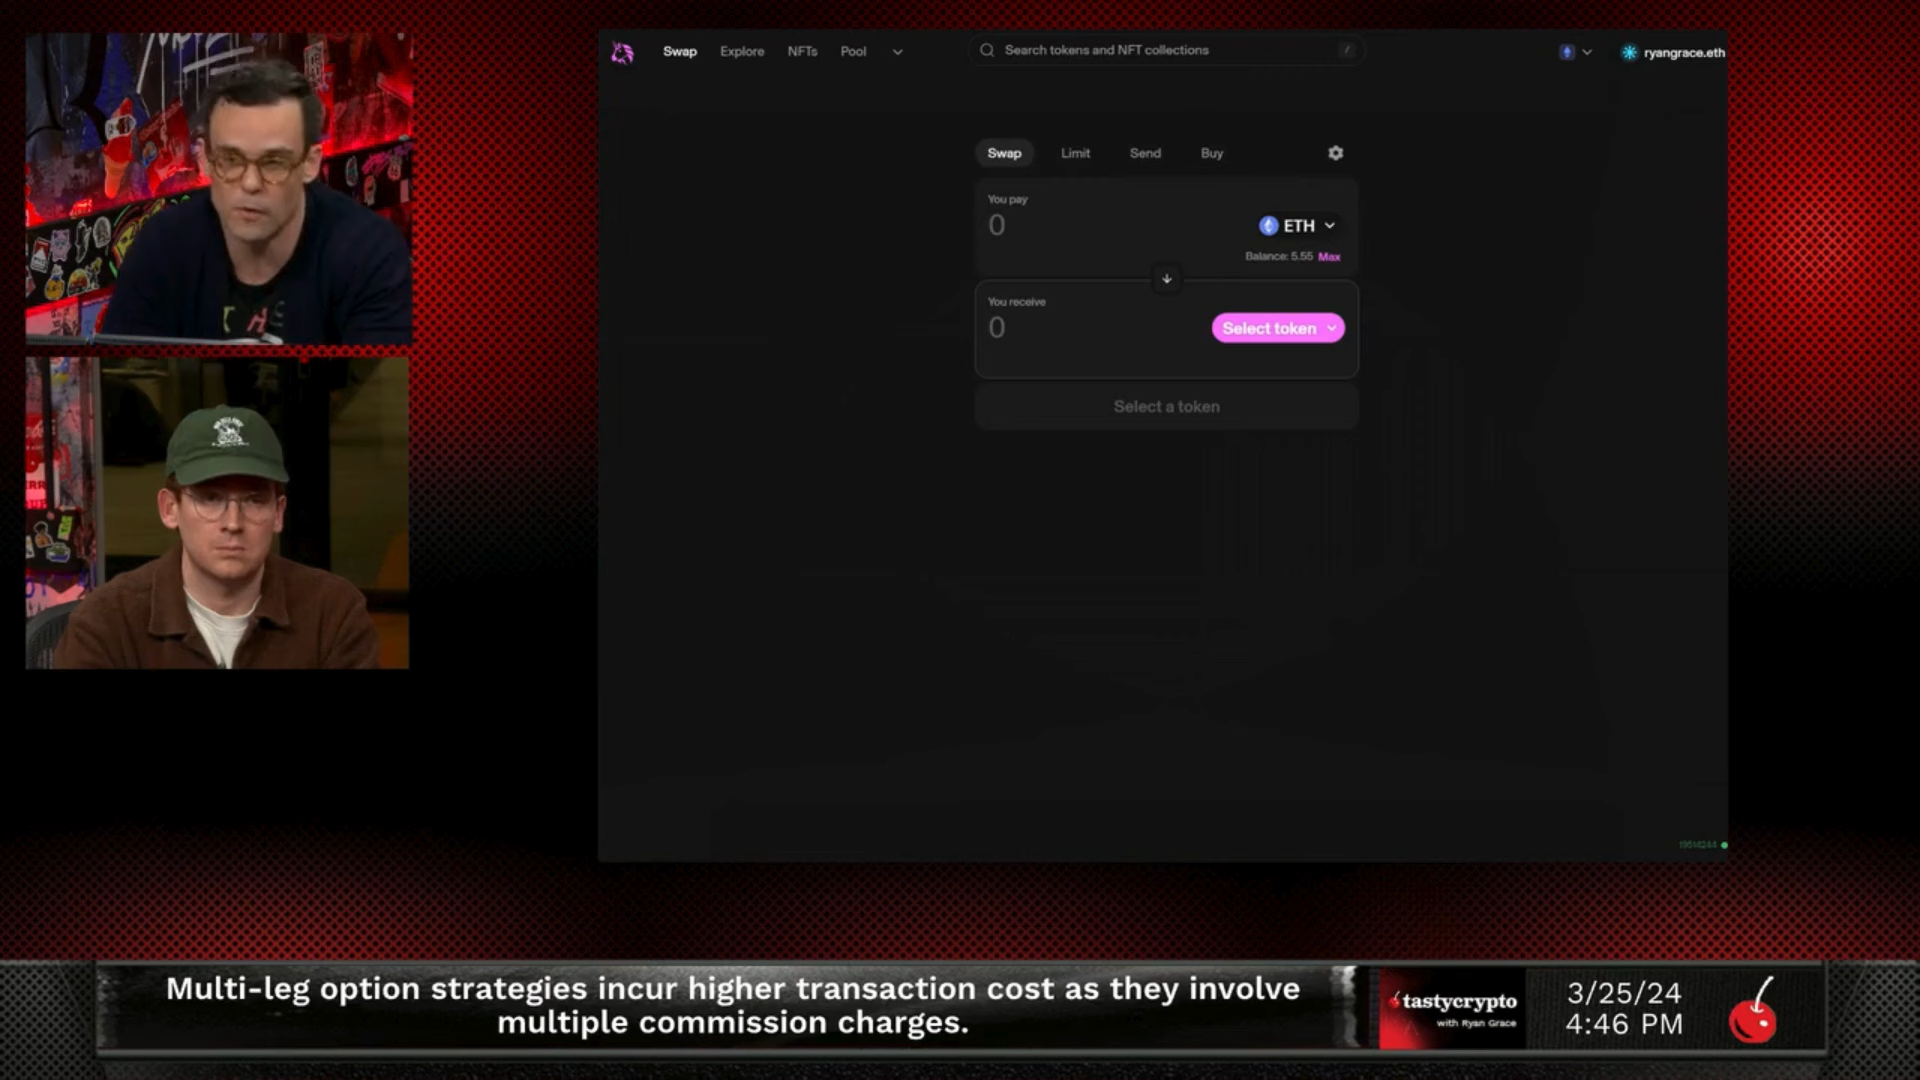 Swap
Explore
NFTs
Pool
Search tokens and NFT collections
/
ryangrace.eth
Swap
Limit
Send
Buy
You pay
0
ETH
Balance: 5.55 Max
You receive
0
Select token
Select a token
19514244
Multi-leg option strategies incur higher transaction cost as they involve
multiple commission charges.
tastycrypto
with Ryan Grace
3/25/24
4:46 PM